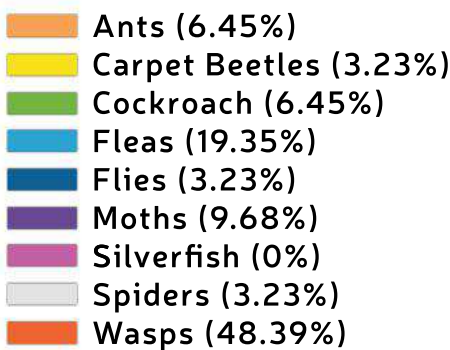 Ants (6.45%)
Carpet Beetles (3.23%)
Cockroach (6.45%)
Fleas (19.35%)
Flies (3.23%)
Moths (9.68%)
Silverfish (0%)
Spiders (3.23%)
Wasps (48.39%)